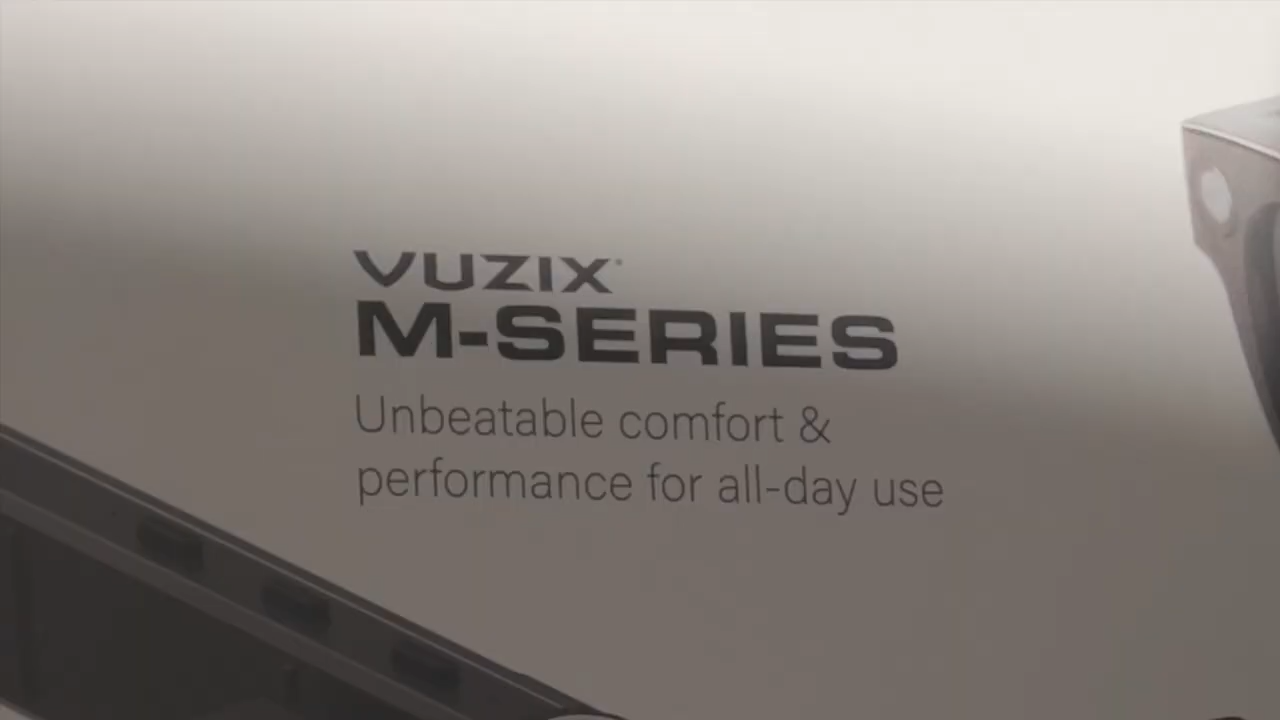 VUZIX
M-SERIES
Unbeatable comfort &
performance for all-day use